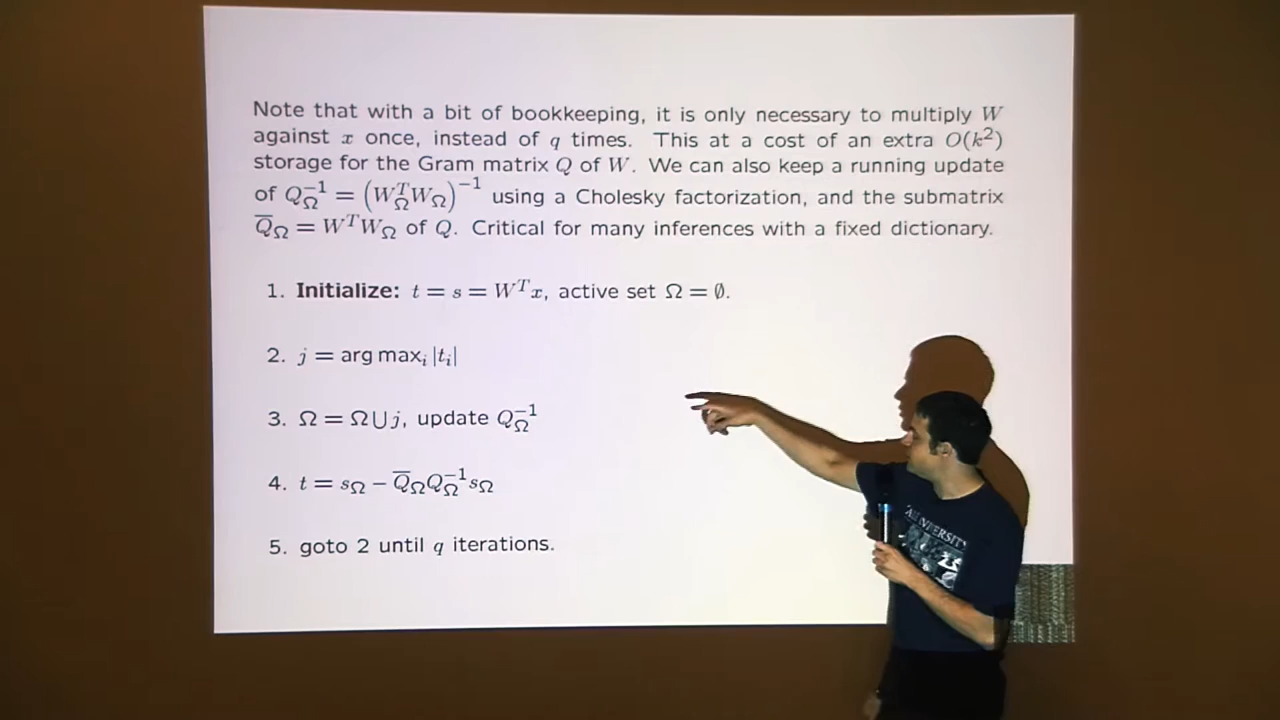 Note that with a bit of bookkeeping, it is only necessary to multiply W
against x once, instead of q times. This at a cost of an extra O(k²)
storage for the Gram matrix Q of W. We can also keep a running update
of Q_Ω⁻¹ = (W_Ω^T W_Ω)⁻¹ using a Cholesky factorization, and the submatrix
Q̅_Ω = W^T W_Ω of Q. Critical for many inferences with a fixed dictionary.
1. Initialize: t = s = W^T x, active set Ω = ∅.
2. j = arg max_i |t_i|
3. Ω = Ω ⋃ j, update Q_Ω⁻¹
4. t = s_Ω − Q̅_Ω Q_Ω⁻¹ s_Ω
5. goto 2 until q iterations.